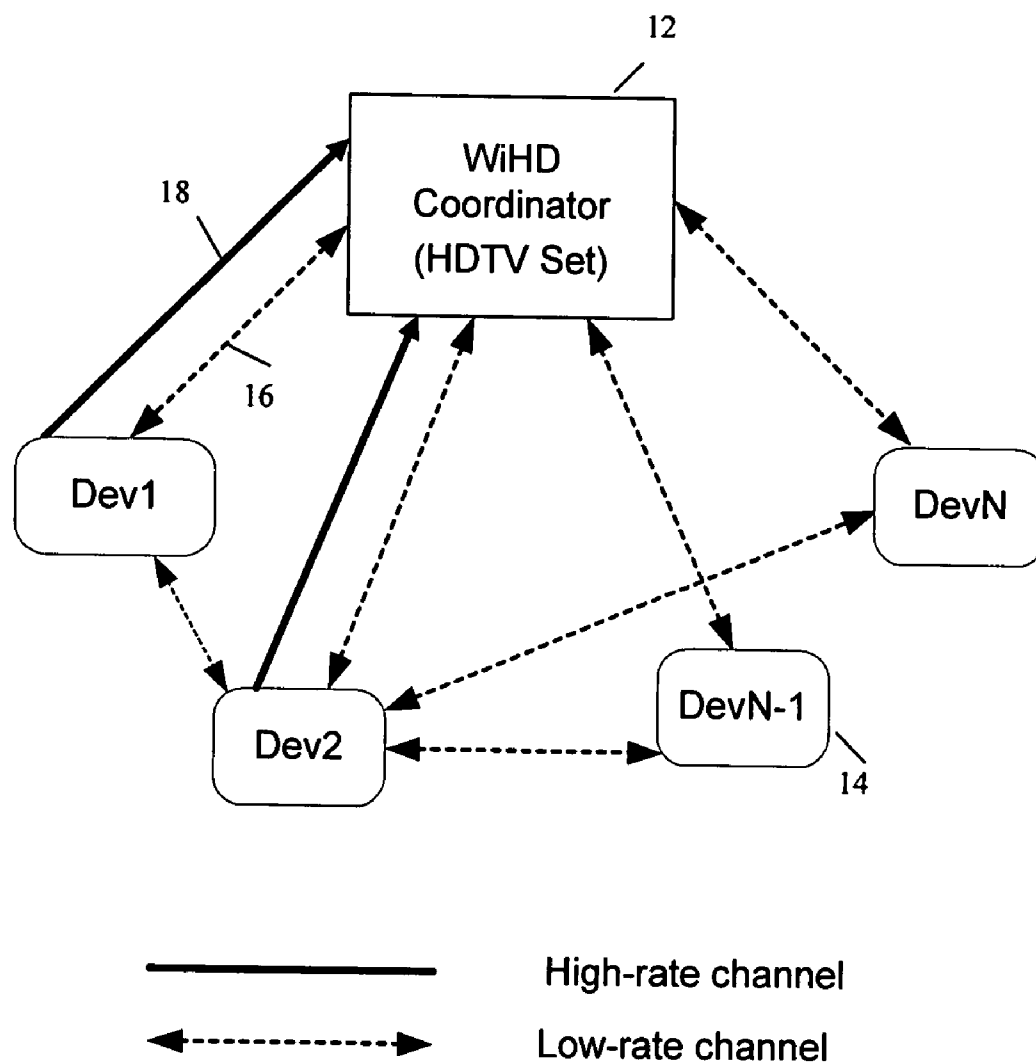 12
WiHD
Coordinator
(HDTV Set)
18
16
Dev1
DevN
Dev2
DevN-1
14
High-rate channel
Low-rate channel